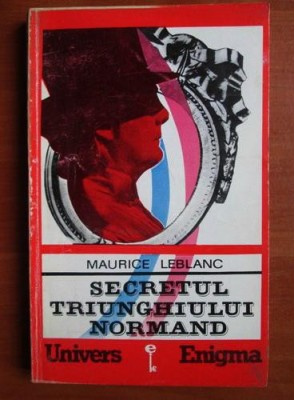 MAURICE LEBLANC
SECRETUL
TRIUNGHIULUI
NORMAND
Univers Enigma